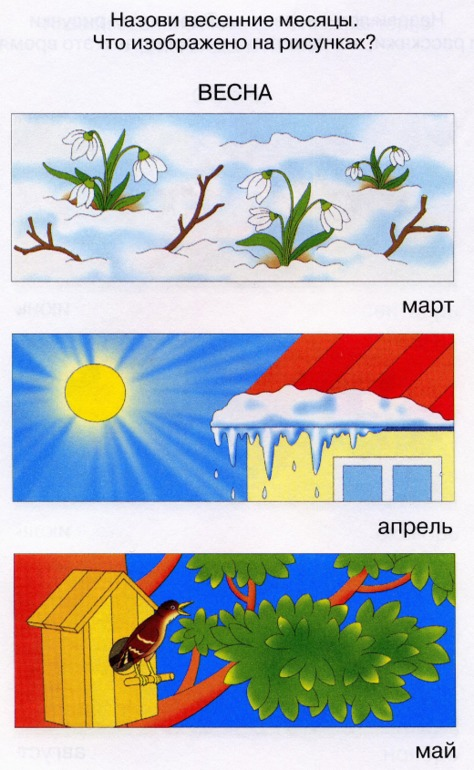 Назови весенние месяцы.
Что изображено на рисунках?
ВЕСНА
март
апрель
май